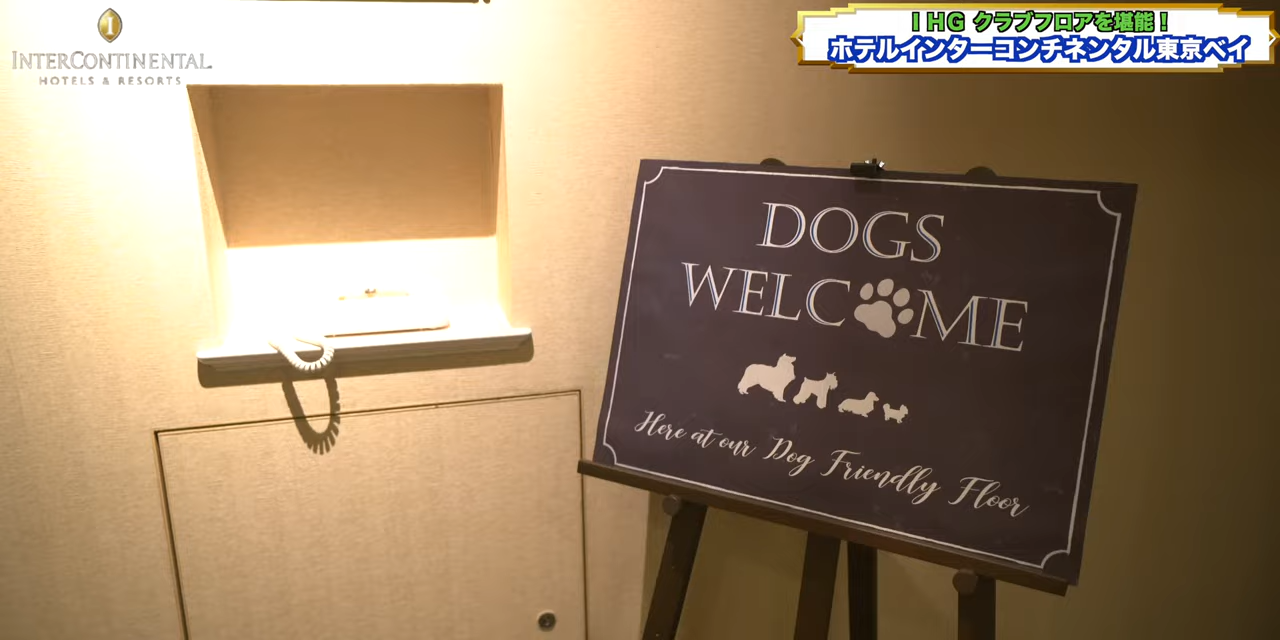 INTERCONTINENTAL
HOTELS & RESORTS
IHG クラブフロアを堪能！
ホテルインターコンチネンタル東京ベイ
DOGS
WELCOME
Here at our Dog Friendly Floor